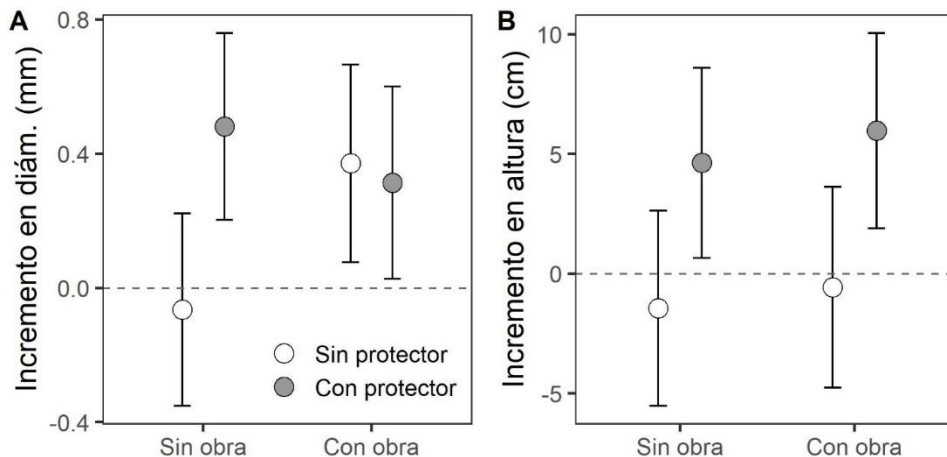 A
Incremento en diám. (mm)
0.8
0.4
0.0
-0.4
Sin protector
Con protector
Sin obra
Con obra
B
Incremento en altura (cm)
10
5
0
-5
Sin obra
Con obra